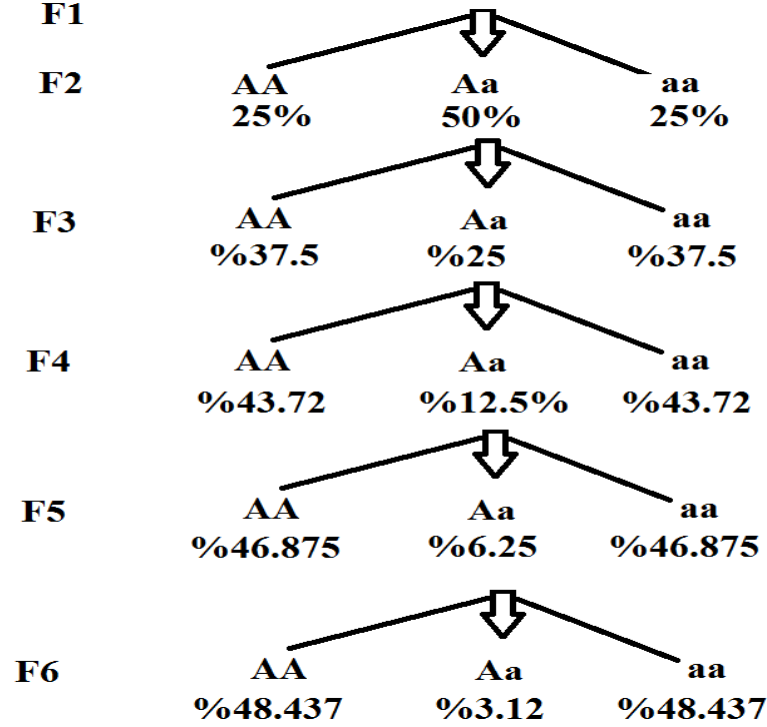 F1
F2 AA Aa aa
25% 50% 25%
F3 AA Aa aa
%37.5 %25 %37.5
F4 AA Aa aa
%43.72 %12.5% %43.72
F5 AA Aa aa
%46.875 %6.25 %46.875
F6 AA Aa aa
%48.437 %3.12 %48.437